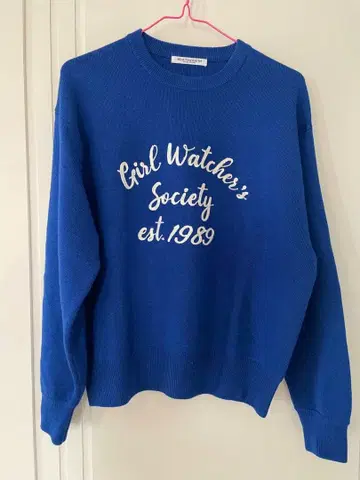 Girl Watcher's
Society
est. 1989